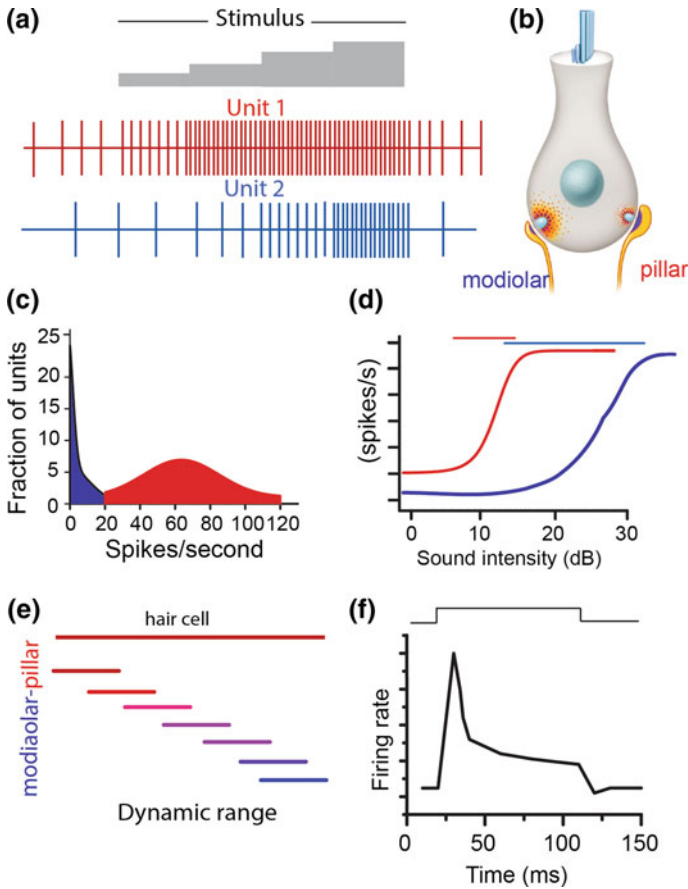 (a)
Stimulus
Unit 1
Unit 2
(b)
modiolar
pillar
(c)
Fraction of units
25
20
15
10
5
0
0 20 40 60 80 100 120
Spikes/second
(d)
(spikes/s)
0 10 20 30
Sound intensity (dB)
(e)
hair cell
modiaolar-pillar
Dynamic range
(f)
Firing rate
0 50 100 150
Time (ms)